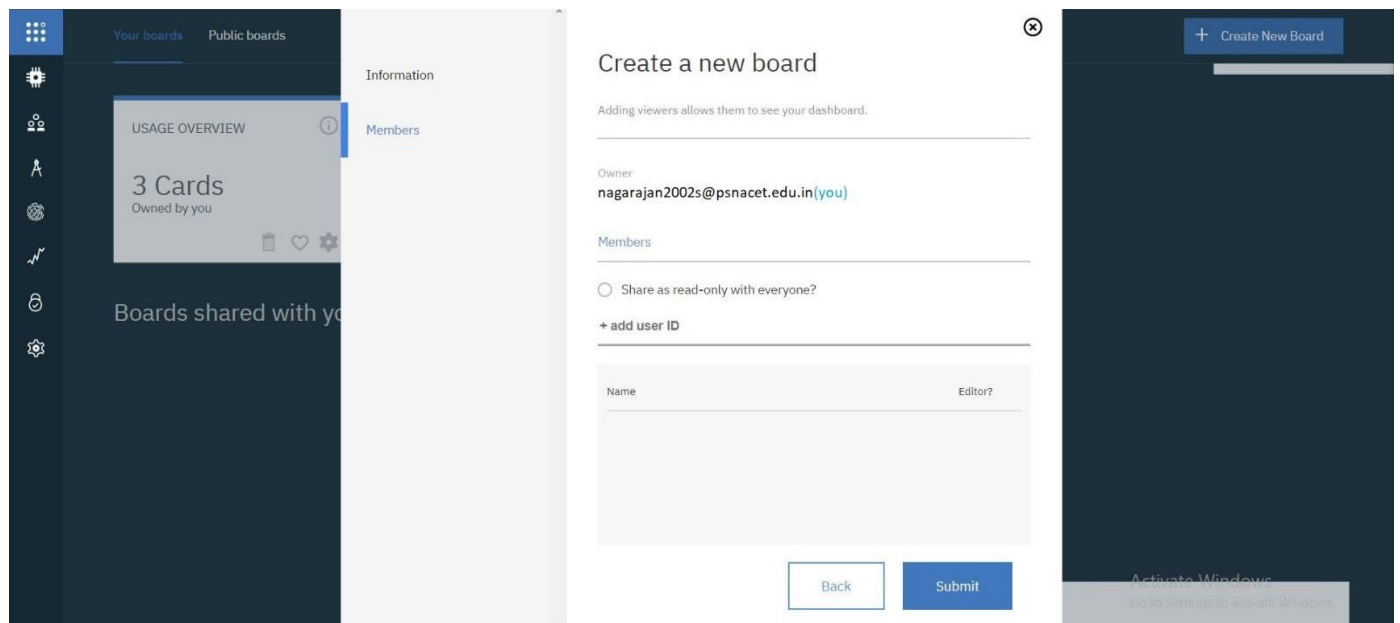 Your boards Public boards
+ Create New Board
USAGE OVERVIEW
3 Cards
Owned by you
Boards shared with yo
Information
Members
Create a new board
Adding viewers allows them to see your dashboard.
Owner
nagarajan2002s@psnacet.edu.in(you)
Members
Share as read-only with everyone?
+ add user ID
Name Editor?
Back Submit
Activate Windows
Go to Settings to activate Windows.